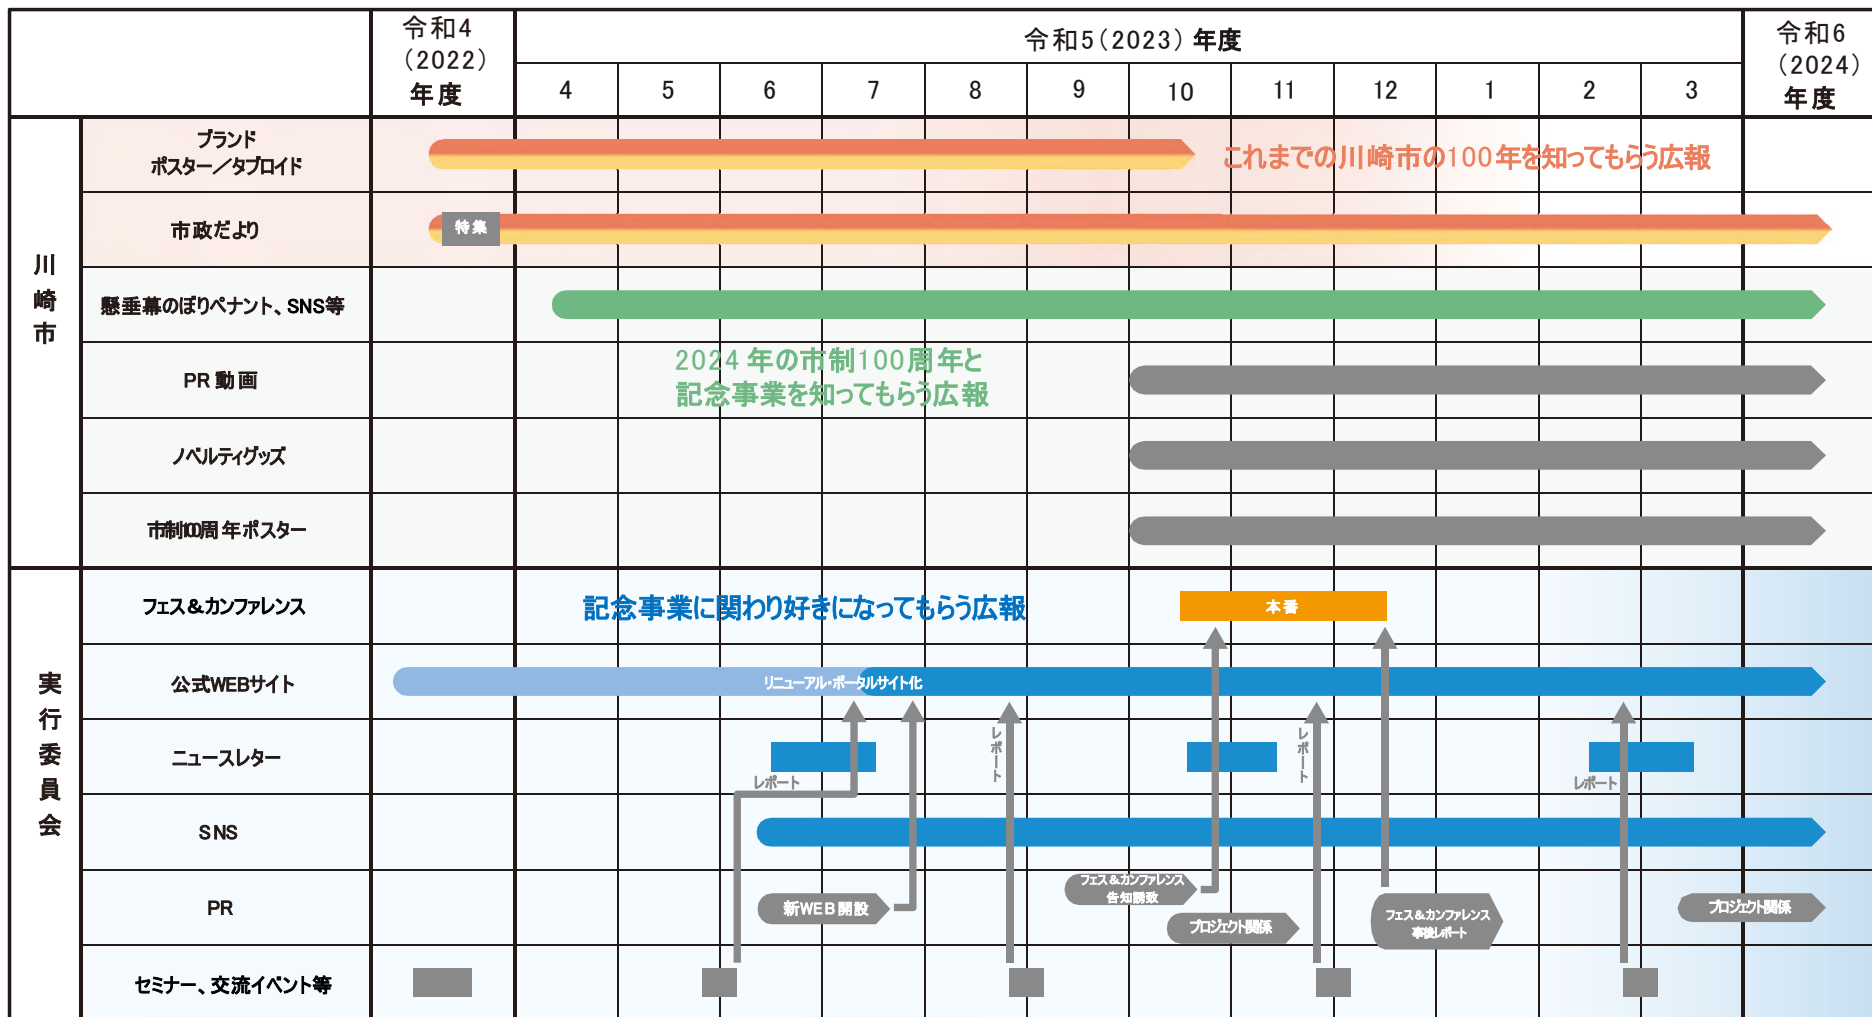 令和4
（2022）
年度
令和5（2023）年度
令和6
（2024）
年度
4
5
6
7
8
9
10
11
12
1
2
3
川崎市
ブランド
ポスター／タブロイド
これまでの川崎市の100年を知ってもらう広報
市政だより
特集
懸垂幕のぼりペナント、SNS等
2024年の市制100周年と
記念事業を知ってもらう広報
PR動画
ノベルティグッズ
市制100周年ポスター
実行委員会
フェス＆カンファレンス
記念事業に関わり好きになってもらう広報
本番
公式WEBサイト
リニューアル・ポータルサイト化
ニュースレター
レポート
レポート
レポート
レポート
SNS
PR
新WEB開設
フェス＆カンファレンス
告知誘致
プロジェクト関係
フェス＆カンファレンス
事後レポート
プロジェクト関係
セミナー、交流イベント等